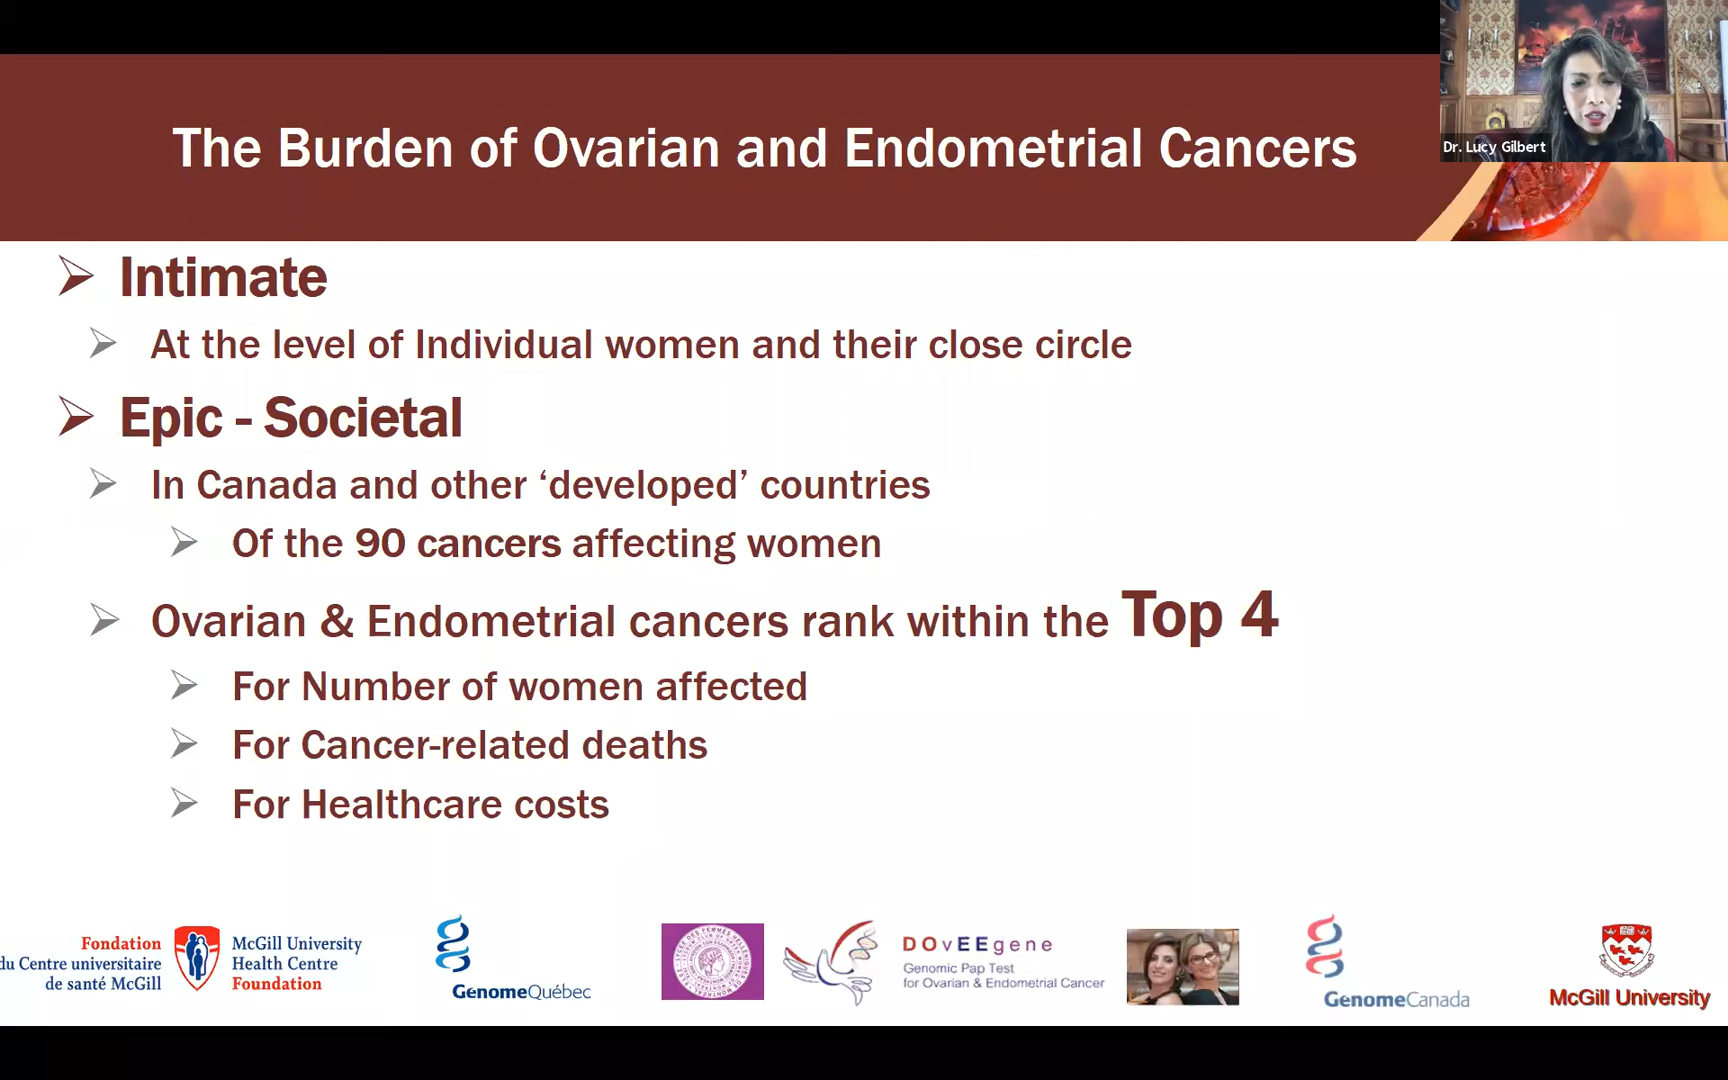 The Burden of Ovarian and Endometrial Cancers
Dr. Lucy Gilbert
Intimate
At the level of Individual women and their close circle
Epic - Societal
In Canada and other ‘developed’ countries
Of the 90 cancers affecting women
Ovarian & Endometrial cancers rank within the Top 4
For Number of women affected
For Cancer-related deaths
For Healthcare costs
Fondation
du Centre universitaire
de santé McGill
McGill University
Health Centre
Foundation
GenomeQuébec
DOvEEgene
Genomic Pap Test
for Ovarian & Endometrial Cancer
GenomeCanada
McGill University